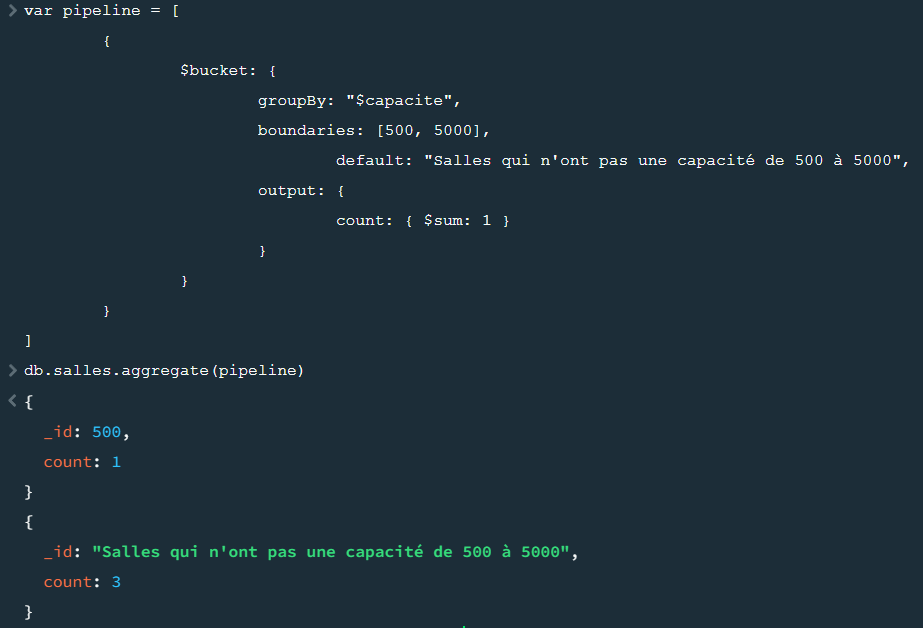 var pipeline = [
{
$bucket: {
groupBy: "$capacite",
boundaries: [500, 5000],
default: "Salles qui n'ont pas une capacité de 500 à 5000",
output: {
count: { $sum: 1 }
}
}
}
]
db.salles.aggregate(pipeline)
{
_id: 500,
count: 1
}
{
_id: "Salles qui n'ont pas une capacité de 500 à 5000",
count: 3
}